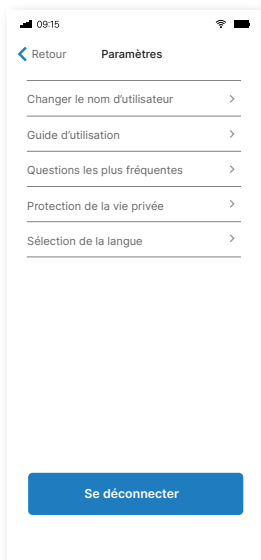 09:15
Retour Paramètres
Changer le nom d'utilisateur
Guide d'utilisation
Questions les plus fréquentes
Protection de la vie privée
Sélection de la langue
Se déconnecter